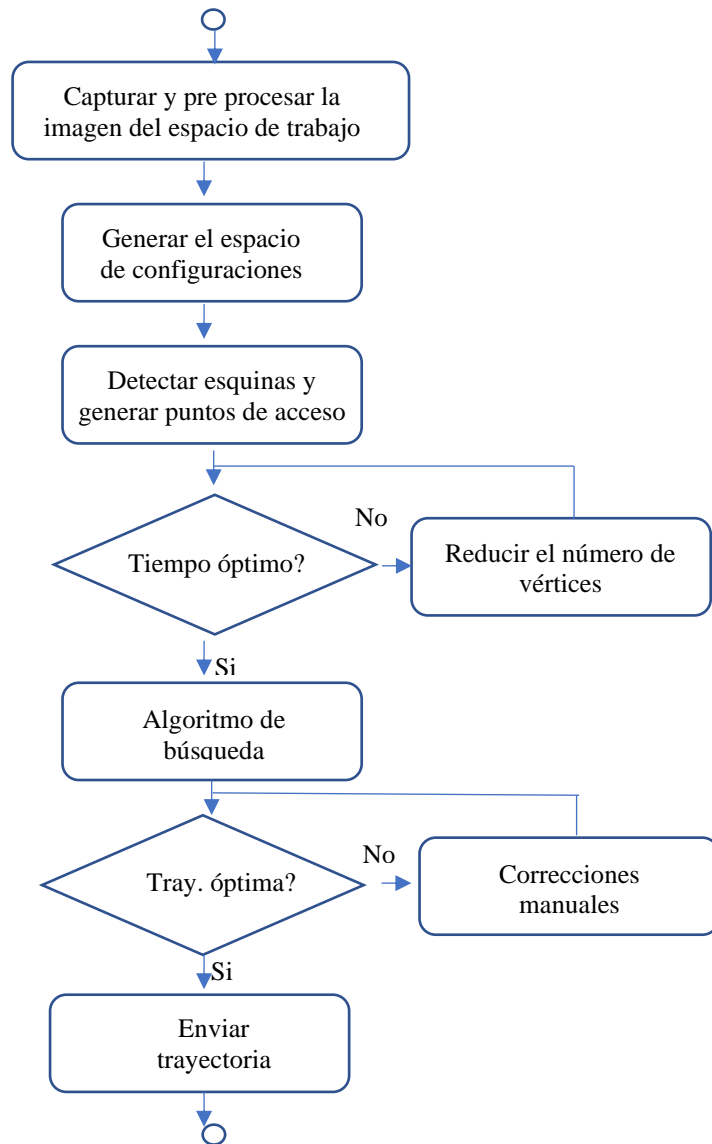 Capturar y pre procesar la
imagen del espacio de trabajo
Generar el espacio
de configuraciones
Detectar esquinas y
generar puntos de acceso
No
Tiempo óptimo?
Reducir el número de
vértices
Si
Algoritmo de
búsqueda
No
Tray. óptima?
Correcciones
manuales
Si
Enviar
trayectoria